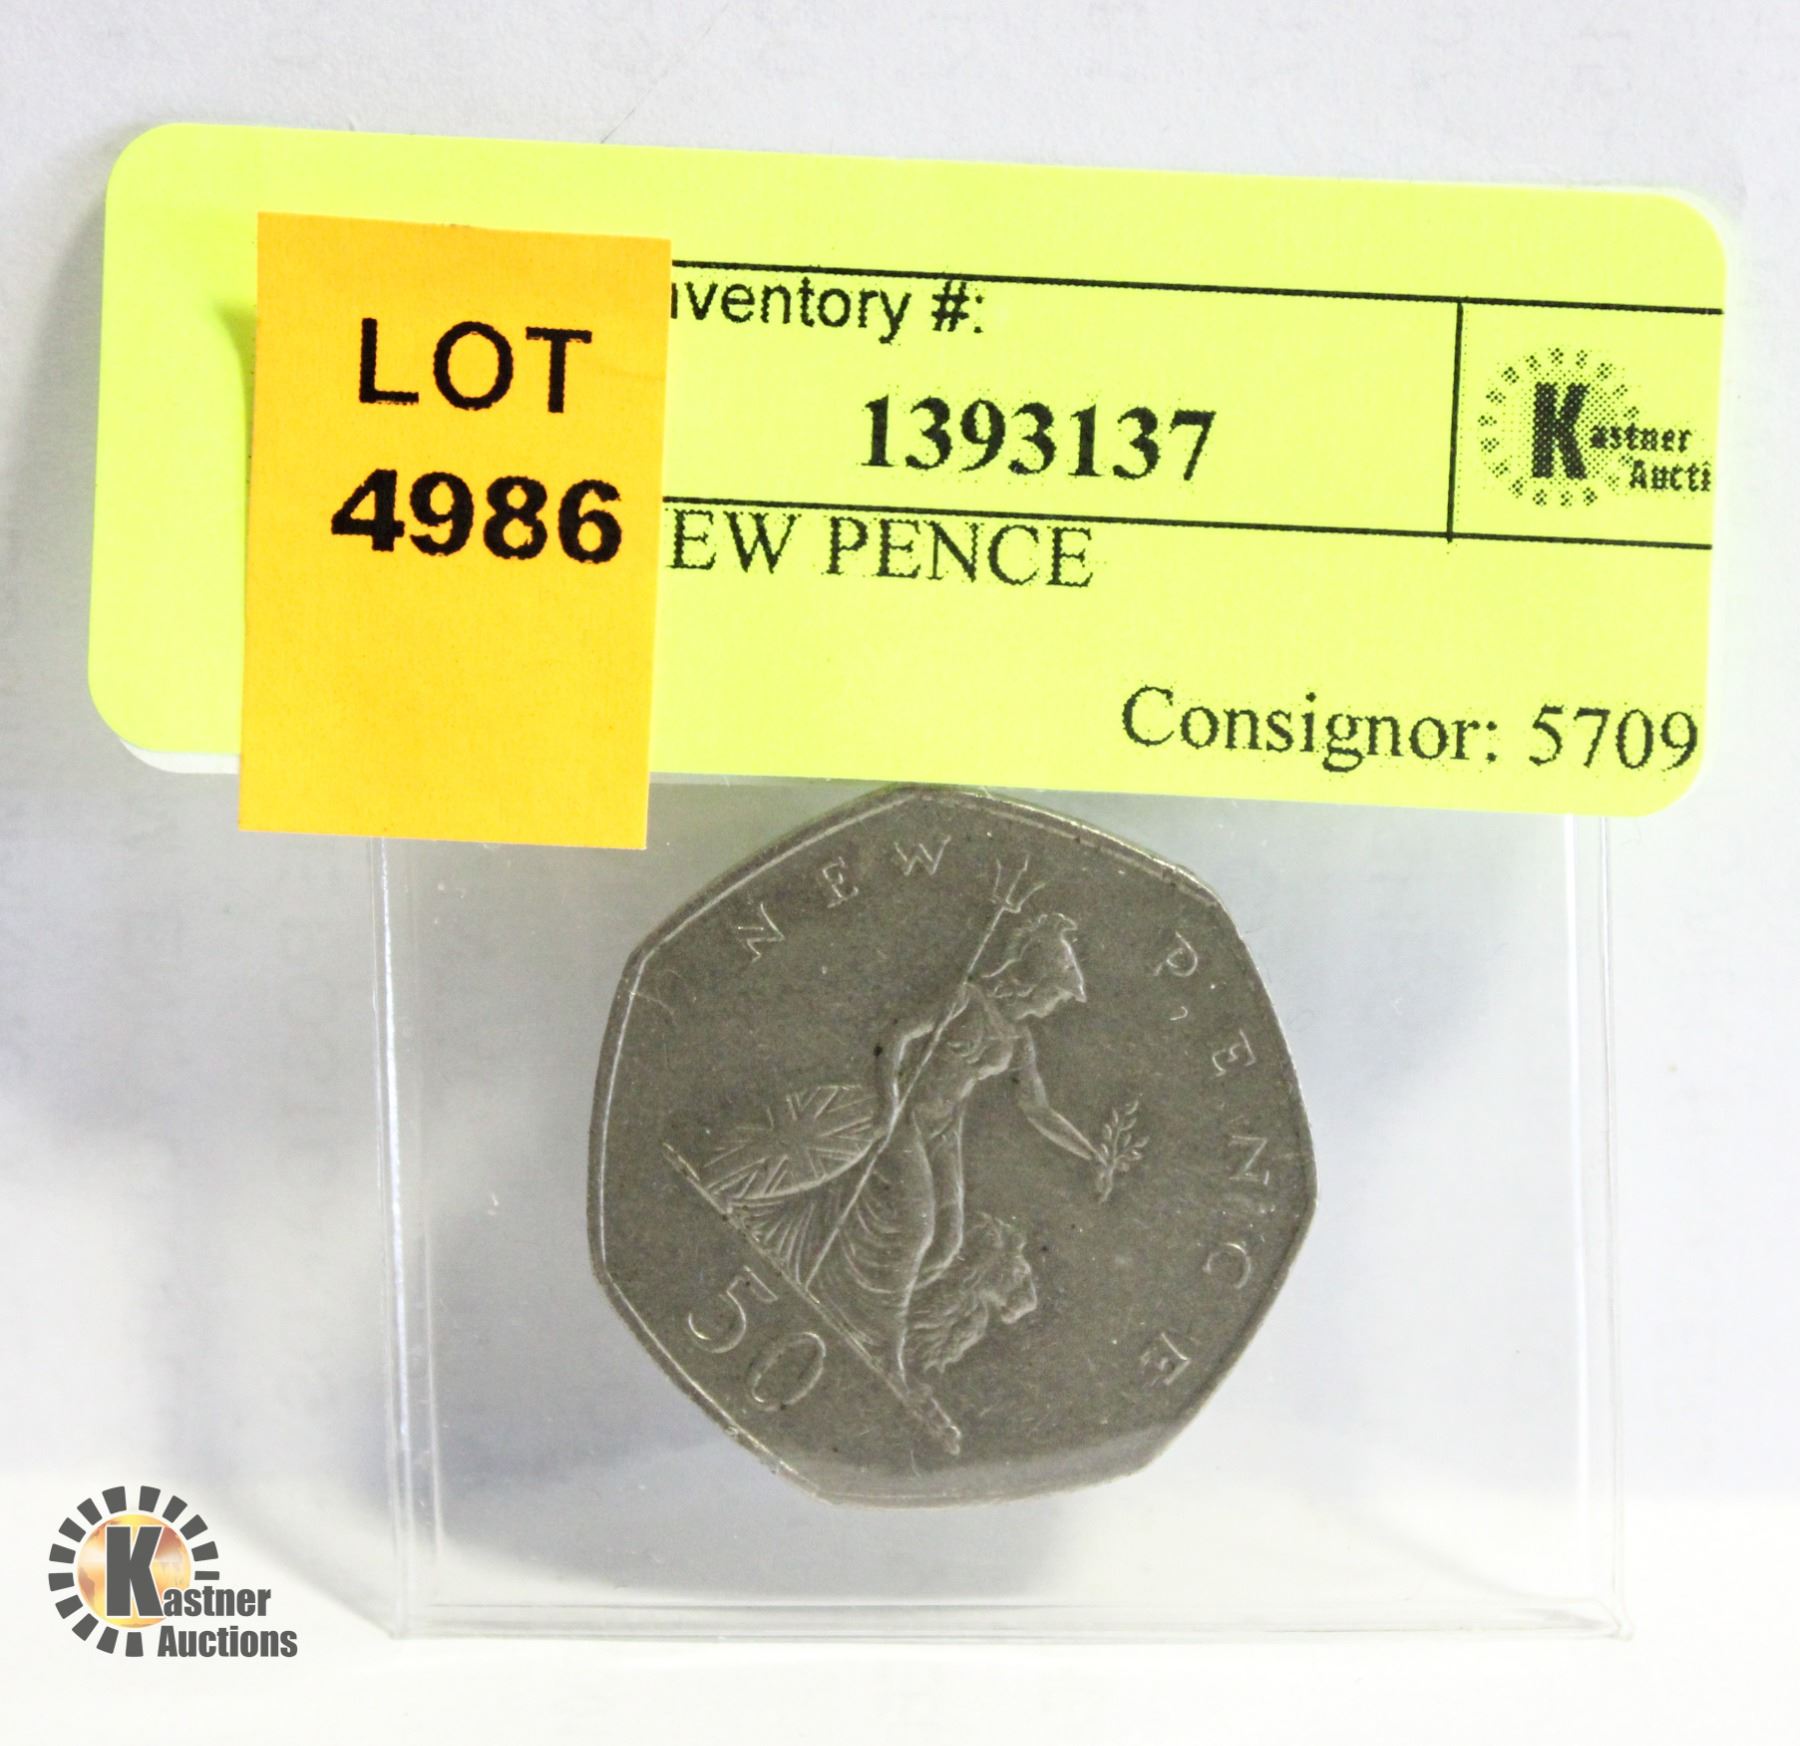 LOT
4986
nventory #:
1393137
Kastner
Aucti
EW PENCE
Consignor: 5709
NEW PENCE
50
Kastner
Auctions